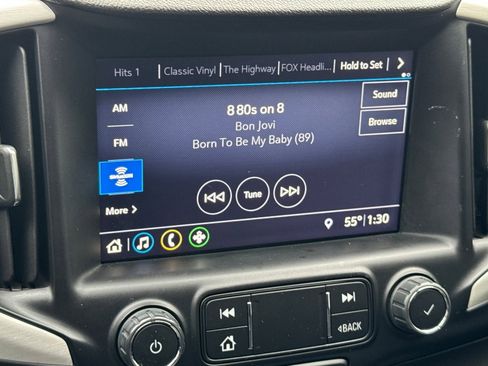 Hits 1 | Classic Vinyl | The Highway | FOX Headli... | Hold to Set
AM
8 80s on 8
Sound
Bon Jovi
Browse
FM
Born To Be My Baby (89)
SiriusXM
Tune
More >
55° | 1:30
BACK